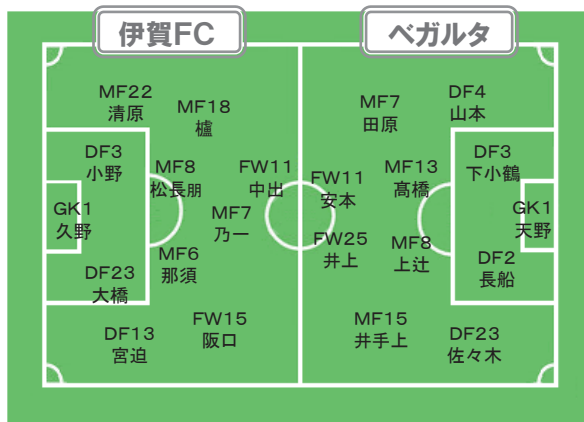 伊賀FC
ベガルタ
MF22
清原
MF18
櫨
DF3
小野
MF8
松長朋
FW11
中出
GK1
久野
MF7
乃一
MF6
那須
DF23
大橋
FW15
阪口
DF13
宮迫
MF7
田原
DF4
山本
MF13
髙橋
DF3
下小鶴
FW11
安本
GK1
天野
FW25
井上
MF8
上辻
DF2
長船
MF15
井手上
DF23
佐々木